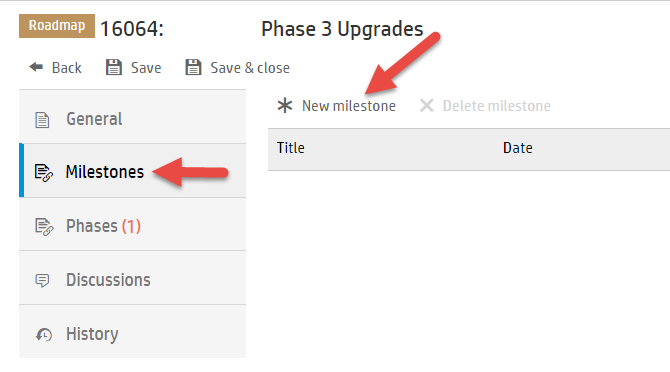 Roadmap 16064: Phase 3 Upgrades
Back Save Save & close
General
Milestones
Phases (1)
Discussions
History
New milestone Delete milestone
Title Date